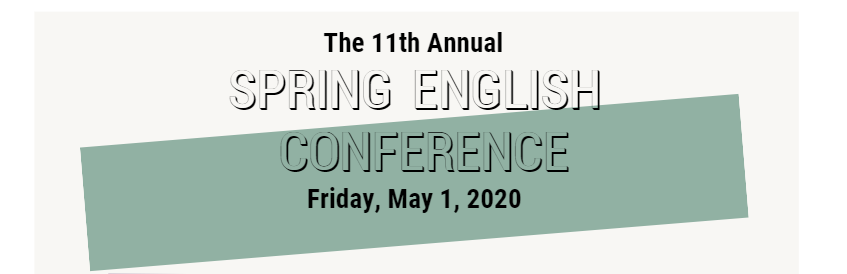 The 11th Annual
SPRING ENGLISH
CONFERENCE
Friday, May 1, 2020